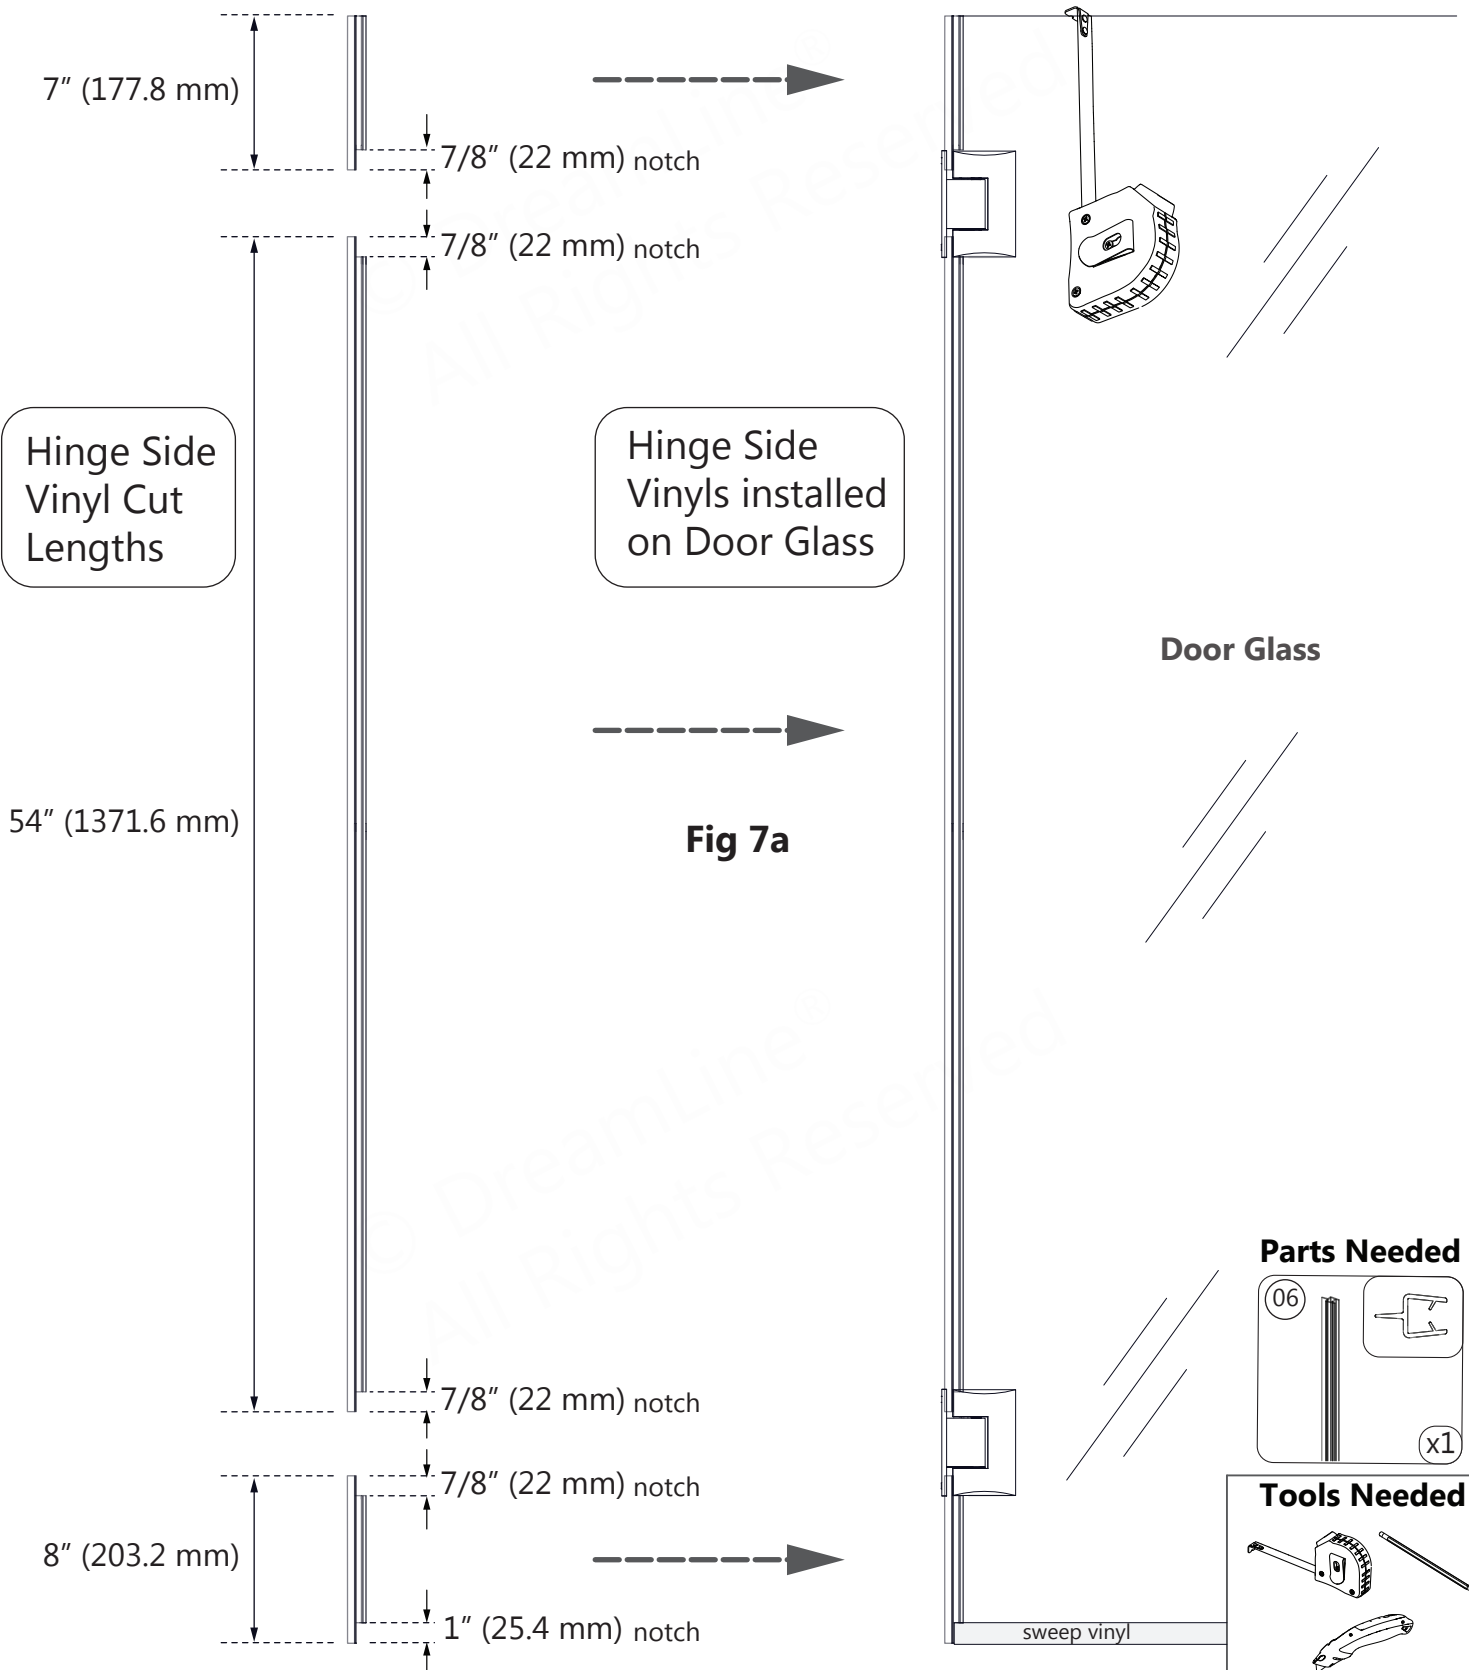 7″ (177.8 mm)
7/8″ (22 mm) notch
7/8″ (22 mm) notch
Hinge Side
Vinyl Cut
Lengths
Hinge Side
Vinyls installed
on Door Glass
Door Glass
54″ (1371.6 mm)
Fig 7a
© DreamLine®
All Rights Reserved
© DreamLine®
All Rights Reserved
7/8″ (22 mm) notch
7/8″ (22 mm) notch
8″ (203.2 mm)
1″ (25.4 mm) notch
sweep vinyl
Parts Needed
06
x1
Tools Needed